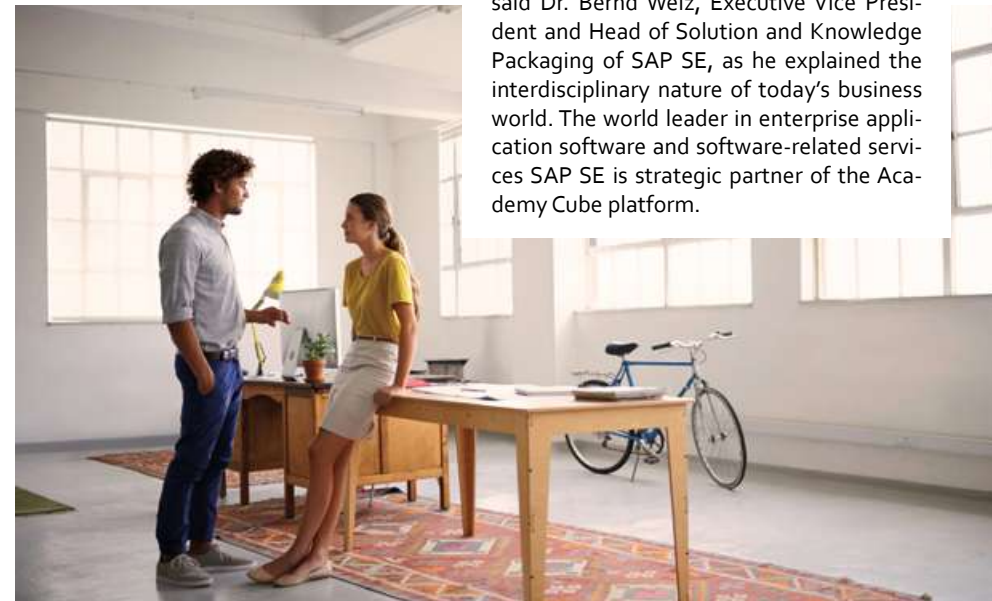 said Dr. Bernd Welz, Executive Vice Presi-
dent and Head of Solution and Knowledge
Packaging of SAP SE, as he explained the
interdisciplinary nature of today's business
world. The world leader in enterprise appli-
cation software and software-related servi-
ces SAP SE is strategic partner of the Aca-
demy Cube platform.